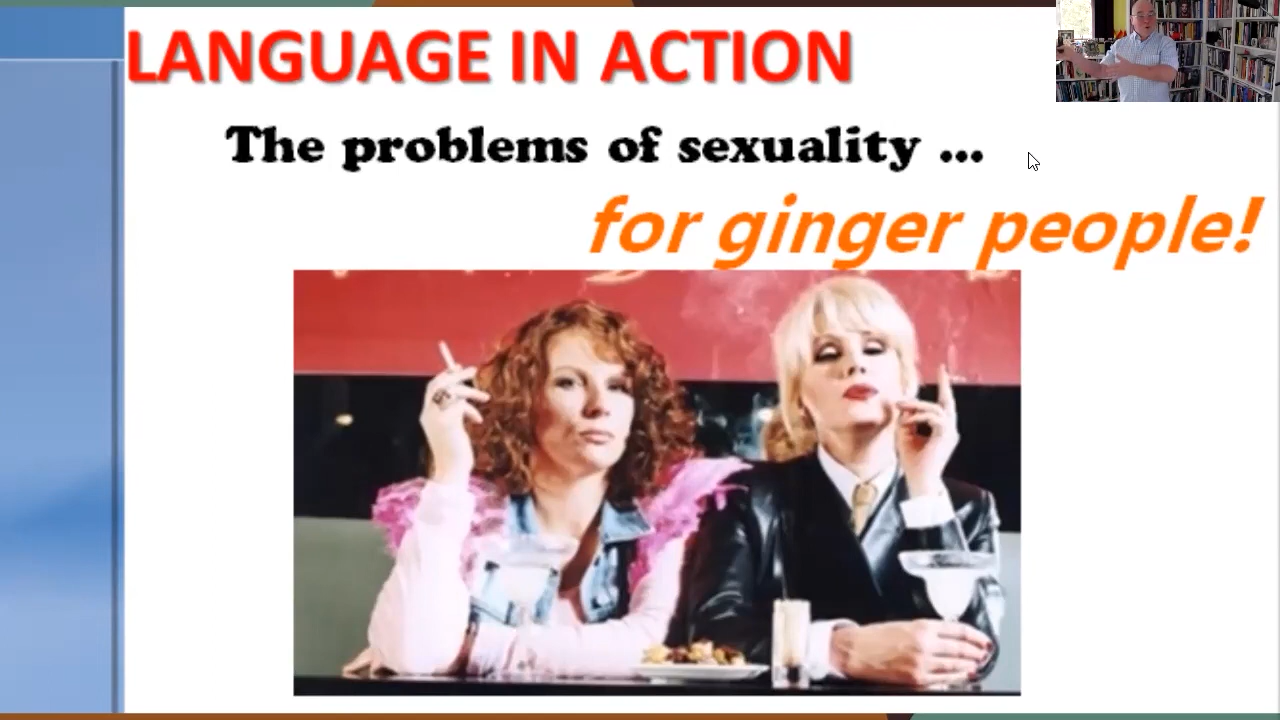 LANGUAGE IN ACTION
The problems of sexuality ...
for ginger people!